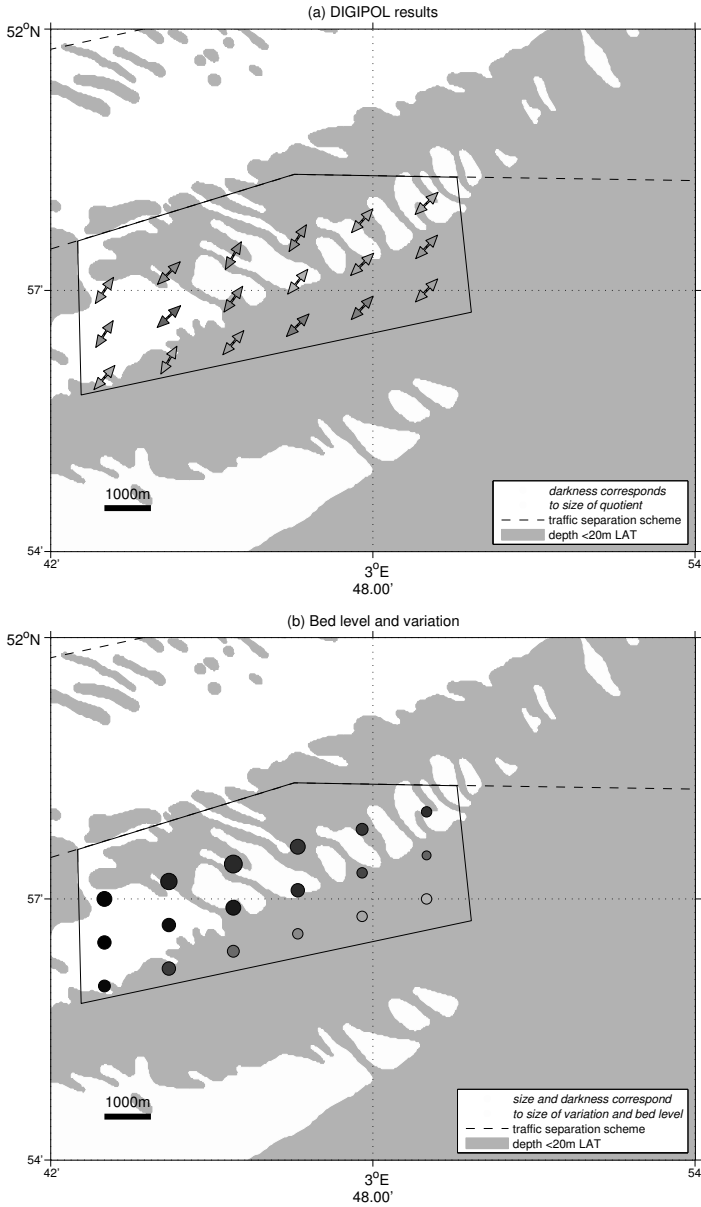 (a) DIGIPOL results
52°N
57'
1000m
darkness corresponds
to size of quotient
traffic separation scheme
depth <20m LAT
54'
42'
3°E
48.00'
54
(b) Bed level and variation
52°N
57'
1000m
size and darkness correspond
to size of variation and bed level
traffic separation scheme
depth <20m LAT
54'
42'
3°E
48.00'
54